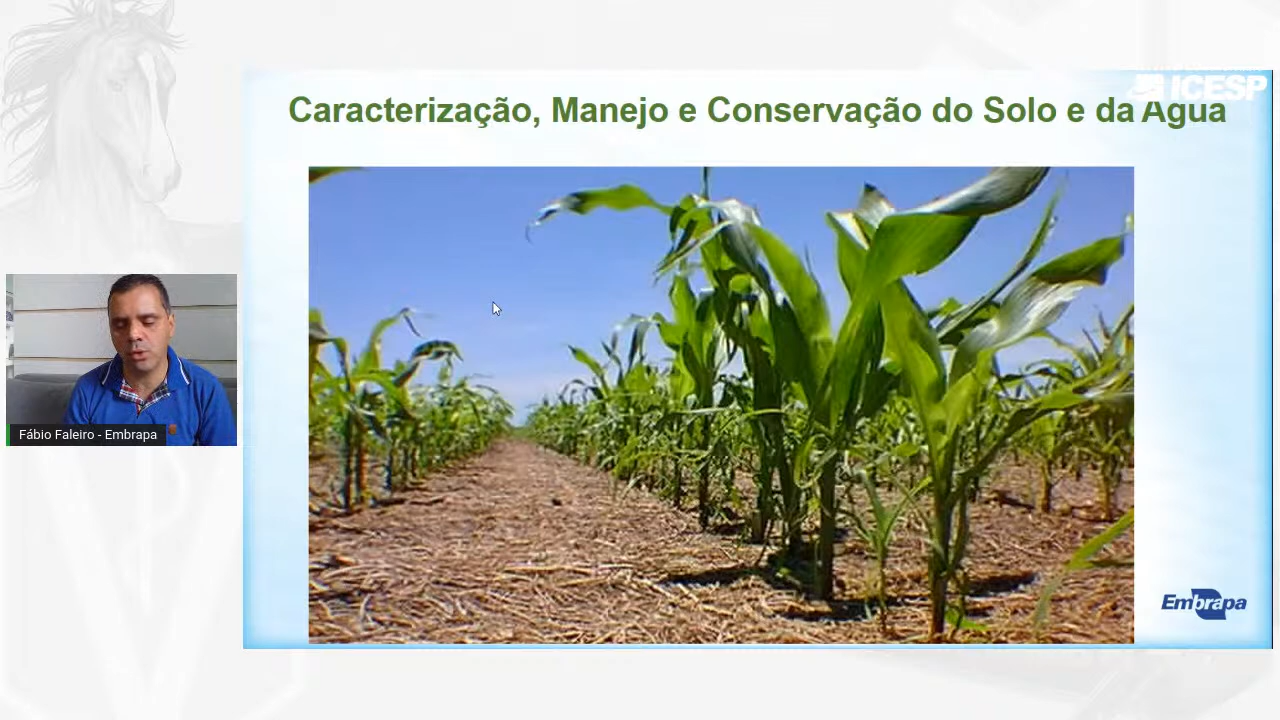 ICESP
Caracterização, Manejo e Conservação do Solo e da Água
Fábio Faleiro - Embrapa
Embrapa